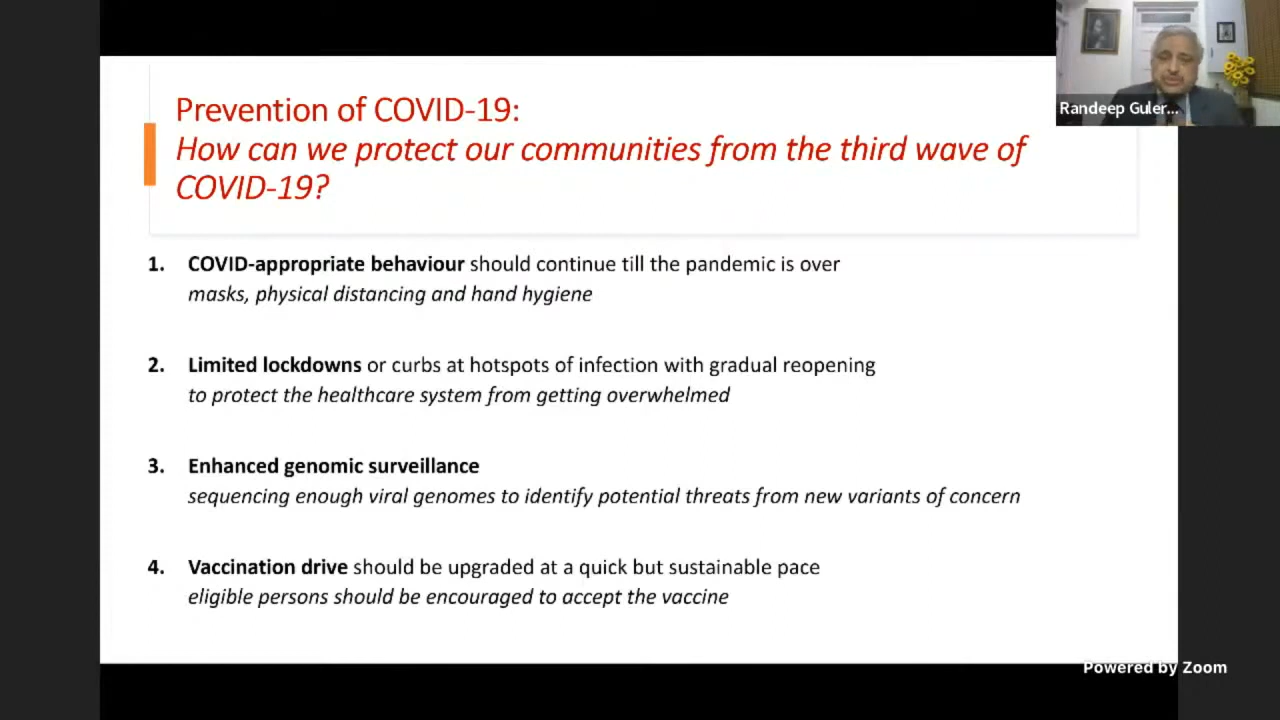 Prevention of COVID-19:
How can we protect our communities from the third wave of
COVID-19?
Randeep Guler...
1. COVID-appropriate behaviour should continue till the pandemic is over
masks, physical distancing and hand hygiene
2. Limited lockdowns or curbs at hotspots of infection with gradual reopening
to protect the healthcare system from getting overwhelmed
3. Enhanced genomic surveillance
sequencing enough viral genomes to identify potential threats from new variants of concern
4. Vaccination drive should be upgraded at a quick but sustainable pace
eligible persons should be encouraged to accept the vaccine
Powered by Zoom